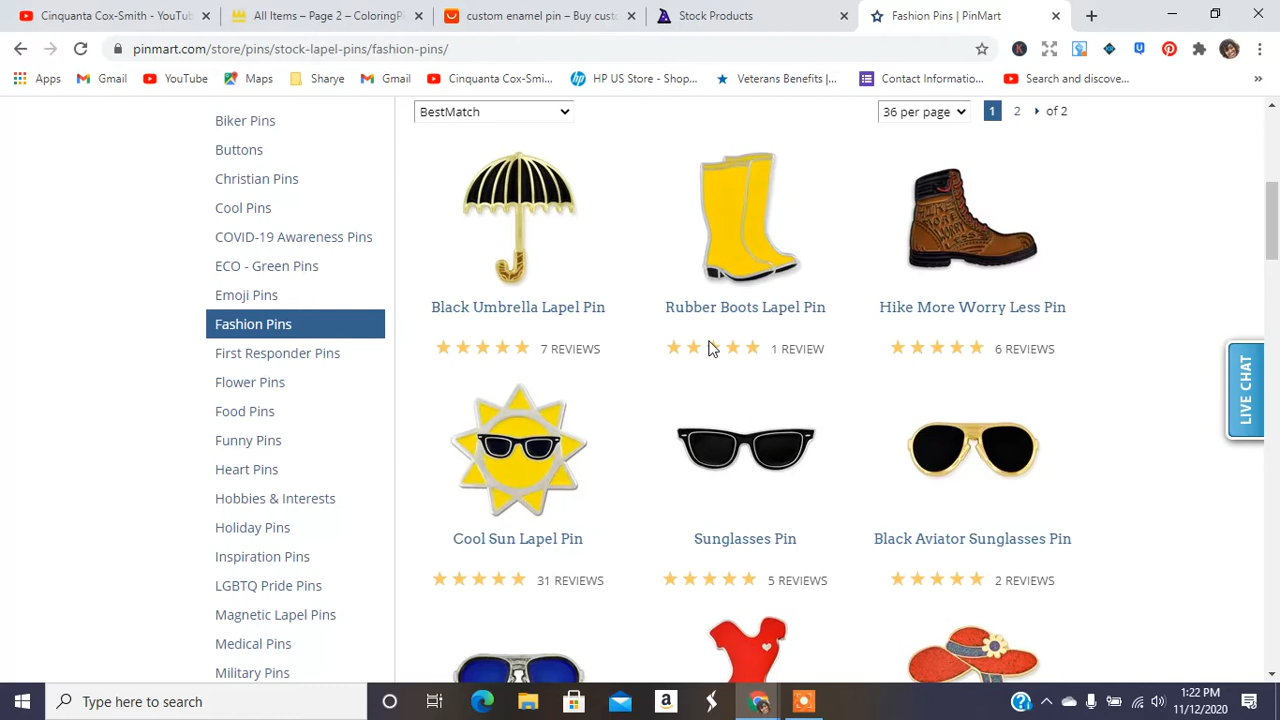 Cinquanta Cox-Smith - YouTube
All Items – Page 2 – Coloring
custom enamel pin – Buy cust
Stock Products
Fashion Pins | PinMart
pinmart.com/store/pins/stock-lapel-pins/fashion-pins/
Apps
Gmail
YouTube
Maps
Sharye
Gmail
Cinquanta Cox-Smi...
HP US Store - Shop...
Veterans Benefits |...
Contact Informatio...
Search and discove...
BestMatch
36 per page
1
2
of 2
Biker Pins
Buttons
Christian Pins
Cool Pins
COVID-19 Awareness Pins
ECO - Green Pins
Emoji Pins
Fashion Pins
First Responder Pins
Flower Pins
Food Pins
Funny Pins
Heart Pins
Hobbies & Interests
Holiday Pins
Inspiration Pins
LGBTQ Pride Pins
Magnetic Lapel Pins
Medical Pins
Military Pins
HIKE MORE WORRY LESS
Black Umbrella Lapel Pin
Rubber Boots Lapel Pin
Hike More Worry Less Pin
7 REVIEWS
1 REVIEW
6 REVIEWS
Cool Sun Lapel Pin
Sunglasses Pin
Black Aviator Sunglasses Pin
31 REVIEWS
5 REVIEWS
2 REVIEWS
LIVE CHAT
Type here to search
1:22 PM
11/12/2020